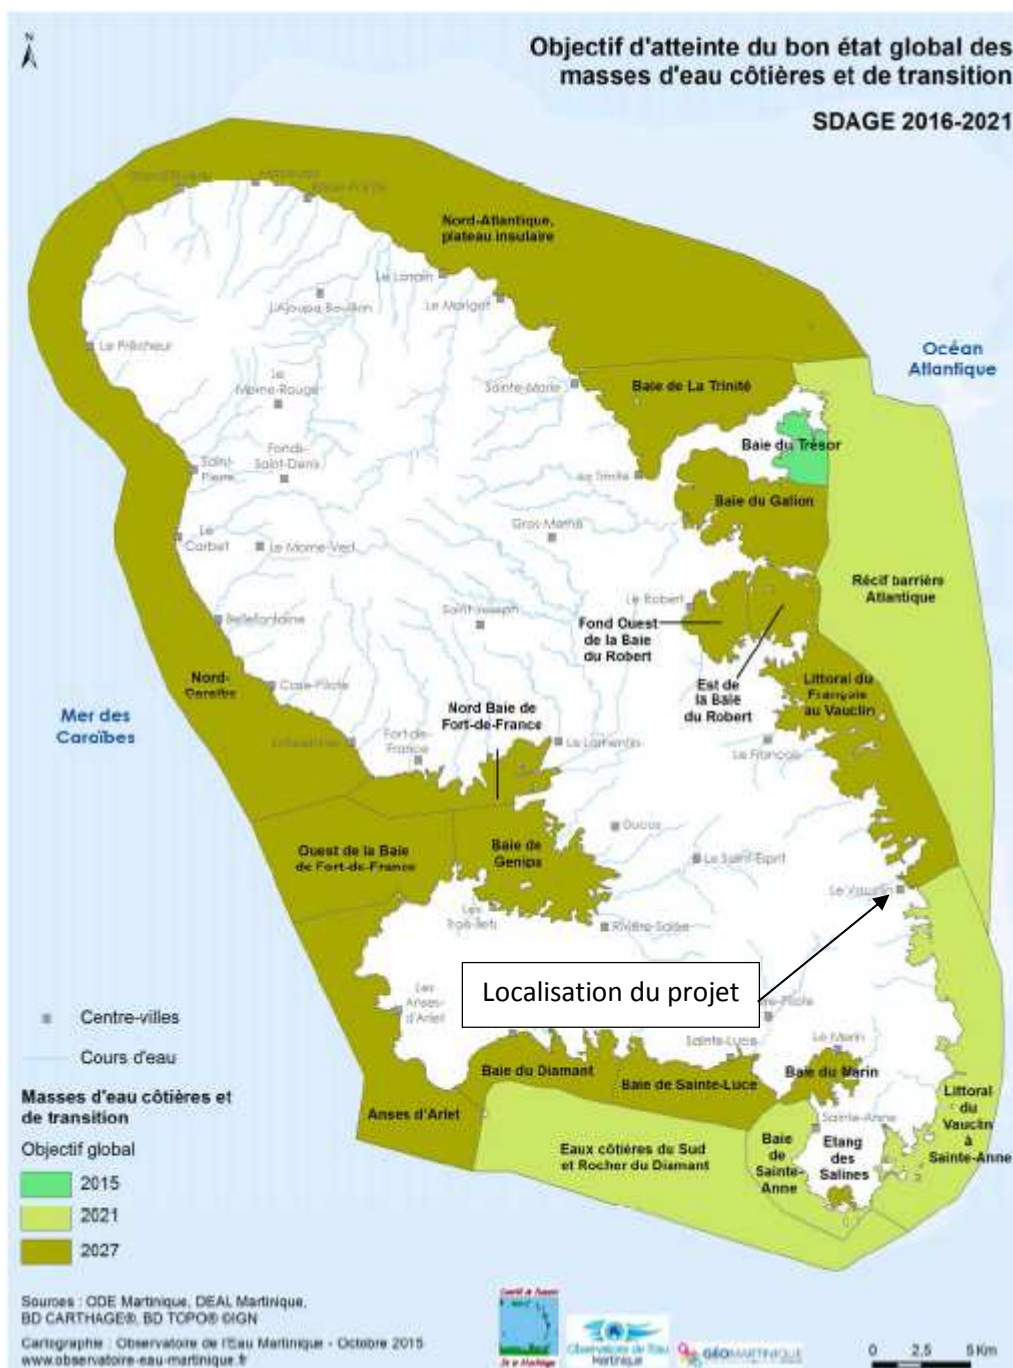 N
Objectif d'atteinte du bon état global des
masses d'eau côtières et de transition
SDAGE 2016-2021
Nord-Atlantique,
plateau insulaire
Le Lorrain
L'Ajoupa Bouillon
Le Marigot
Le Prêcheur
Océan
Atlantique
Le
Morne-Rouge
Sainte-Marie
Baie de La Trinité
Baie du Trésor
Fonds-
Saint-Denis
Saint-
Pierre
La Trinité
Baie du Galion
Gros-Morne
Le
Carbet
Le Morne-Vert
Récif barrière
Atlantique
Le Robert
Saint-Joseph
Bellefontaine
Fond Ouest
de la Baie
du Robert
Est de
la Baie
du Robert
Littoral du
François
au Vauclin
Nord-
Caraïbe
Case-Pilote
Mer des
Caraïbes
Nord Baie de
Fort-de-France
Fort-de-
France
Le Lamentin
Le François
Ducos
Ouest de la Baie
de Fort-de-France
Baie de
Genipa
Le Saint-Esprit
Le Vauclin
Les
Trois-Ilets
Rivière-Salée
Localisation du projet
Les
Anses-
d'Arlet
Sainte-Luce
Le Marin
Baie du Diamant
Baie de Sainte-Luce
Baie du Marin
Anses d'Arlet
Sainte-Anne
Littoral
du
Vauclin
à
Sainte-Anne
Eaux côtières du Sud
et Rocher du Diamant
Baie
de
Sainte-
Anne
Etang
des
Salines
Centre-villes
Cours d'eau
Masses d'eau côtières et
de transition
Objectif global
2015
2021
2027
Sources : ODE Martinique, DEAL Martinique,
BD CARTHAGE®, BD TOPO® ©IGN
Cartographie : Observatoire de l'Eau Martinique - Octobre 2015
www.observatoire-eau-martinique.fr
Observatoire de l'Eau
Martinique
GÉOMARTINIQUE
0 2,5 5 Km